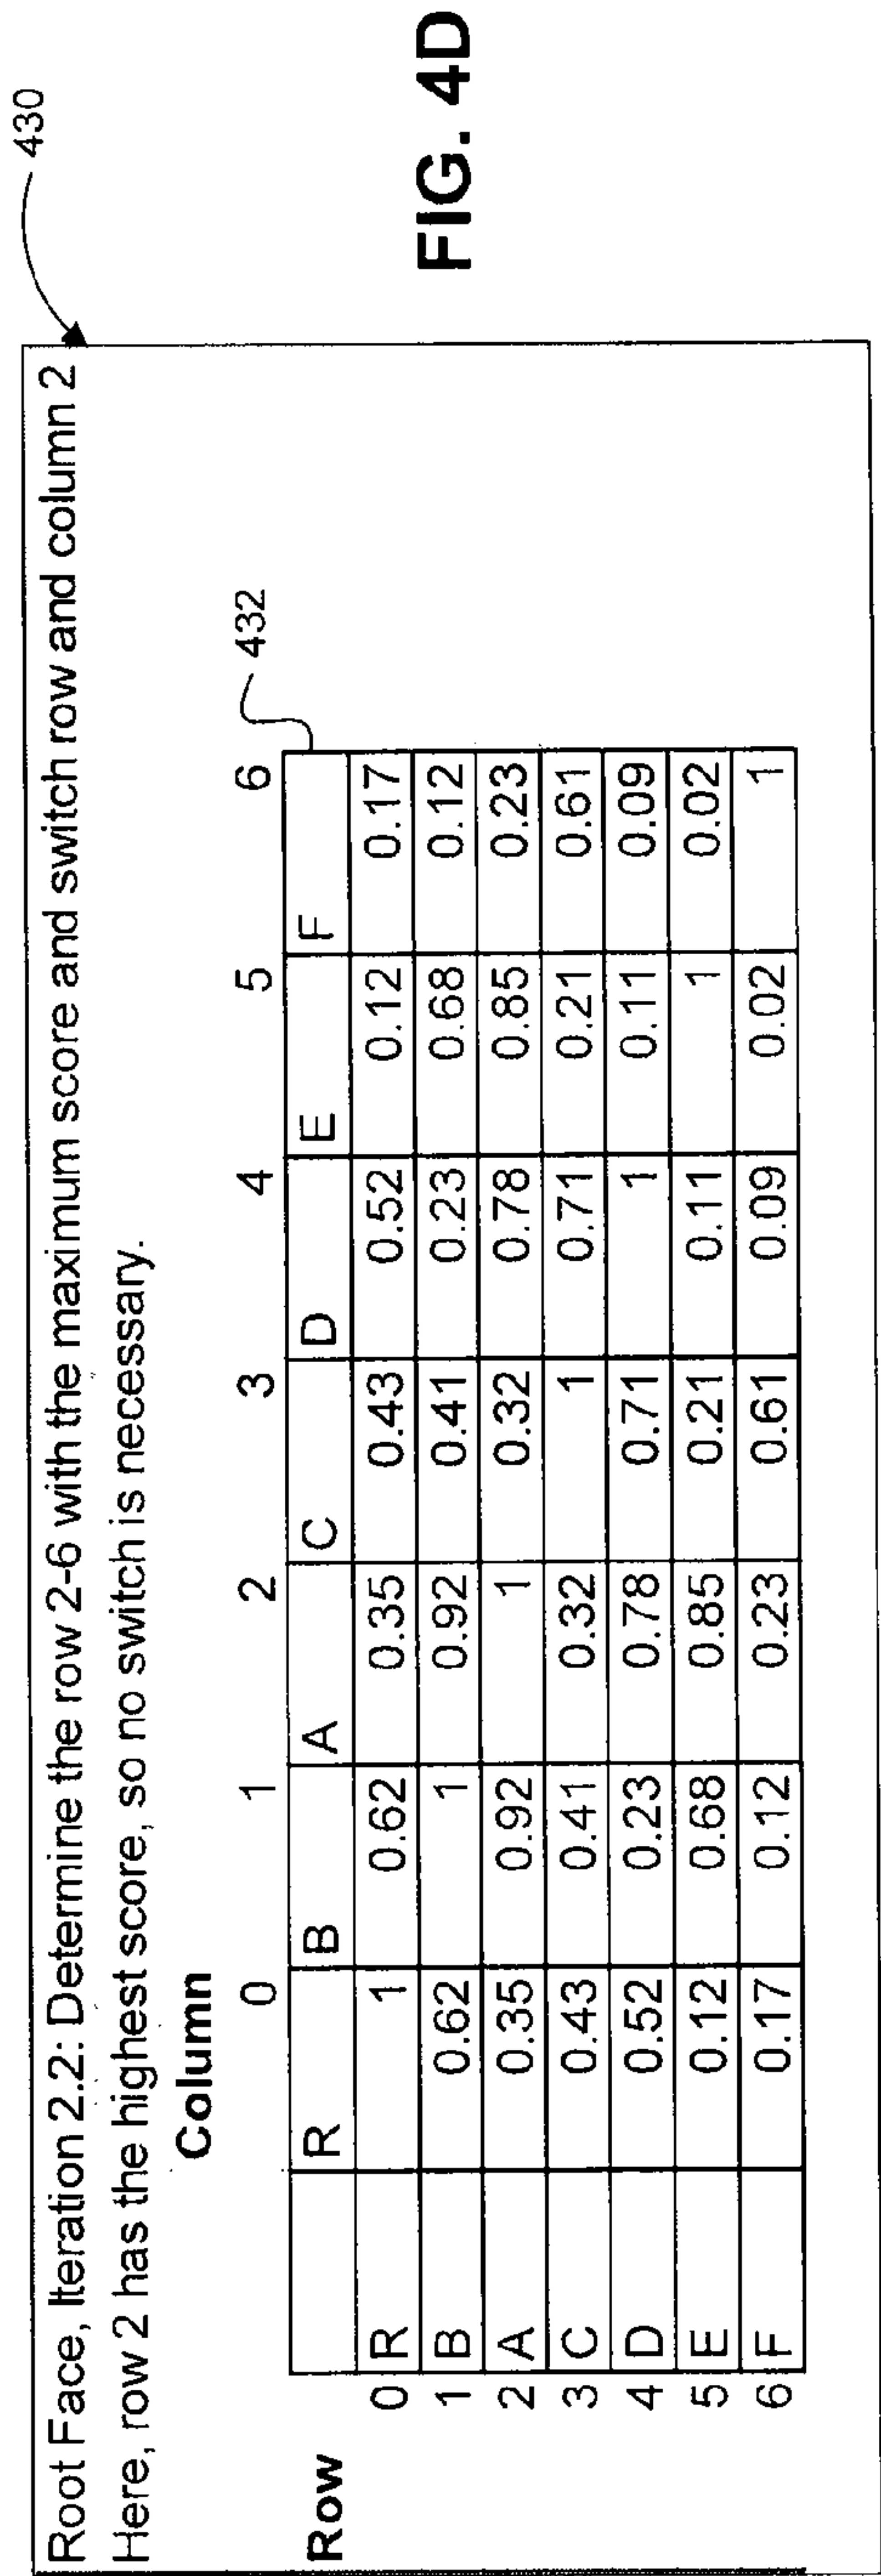 430
Root Face, Iteration 2.2: Determine the row 2-6 with the maximum score and switch row and column 2
Here, row 2 has the highest score, so no switch is necessary.
Column
432
0 1 2 3 4 5 6
Row
R B A C D E F
0 R 1 0.62 0.35 0.43 0.52 0.12 0.17
1 B 0.62 1 0.92 0.41 0.23 0.68 0.12
2 A 0.35 0.92 1 0.32 0.78 0.85 0.23
3 C 0.43 0.41 0.32 1 0.71 0.21 0.61
4 D 0.52 0.23 0.78 0.71 1 0.11 0.09
5 E 0.12 0.68 0.85 0.21 0.11 1 0.02
6 F 0.17 0.12 0.23 0.61 0.09 0.02 1
FIG. 4D